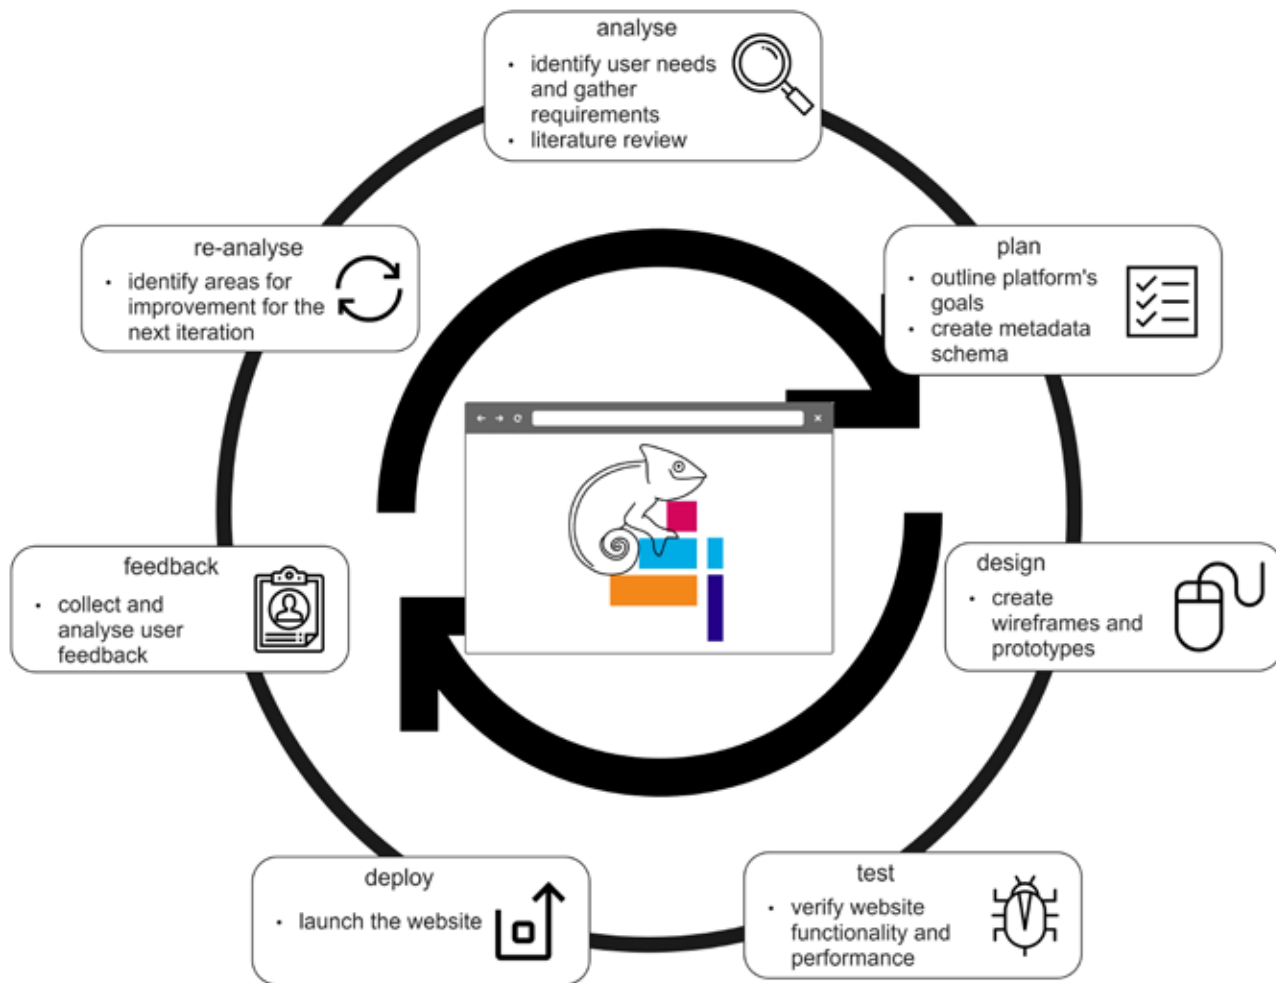 analyse
• identify user needs
and gather
requirements
• literature review
plan
• outline platform's
goals
• create metadata
schema
design
• create
wireframes and
prototypes
test
• verify website
functionality and
performance
deploy
• launch the website
feedback
• collect and
analyse user
feedback
re-analyse
• identify areas for
improvement for the
next iteration